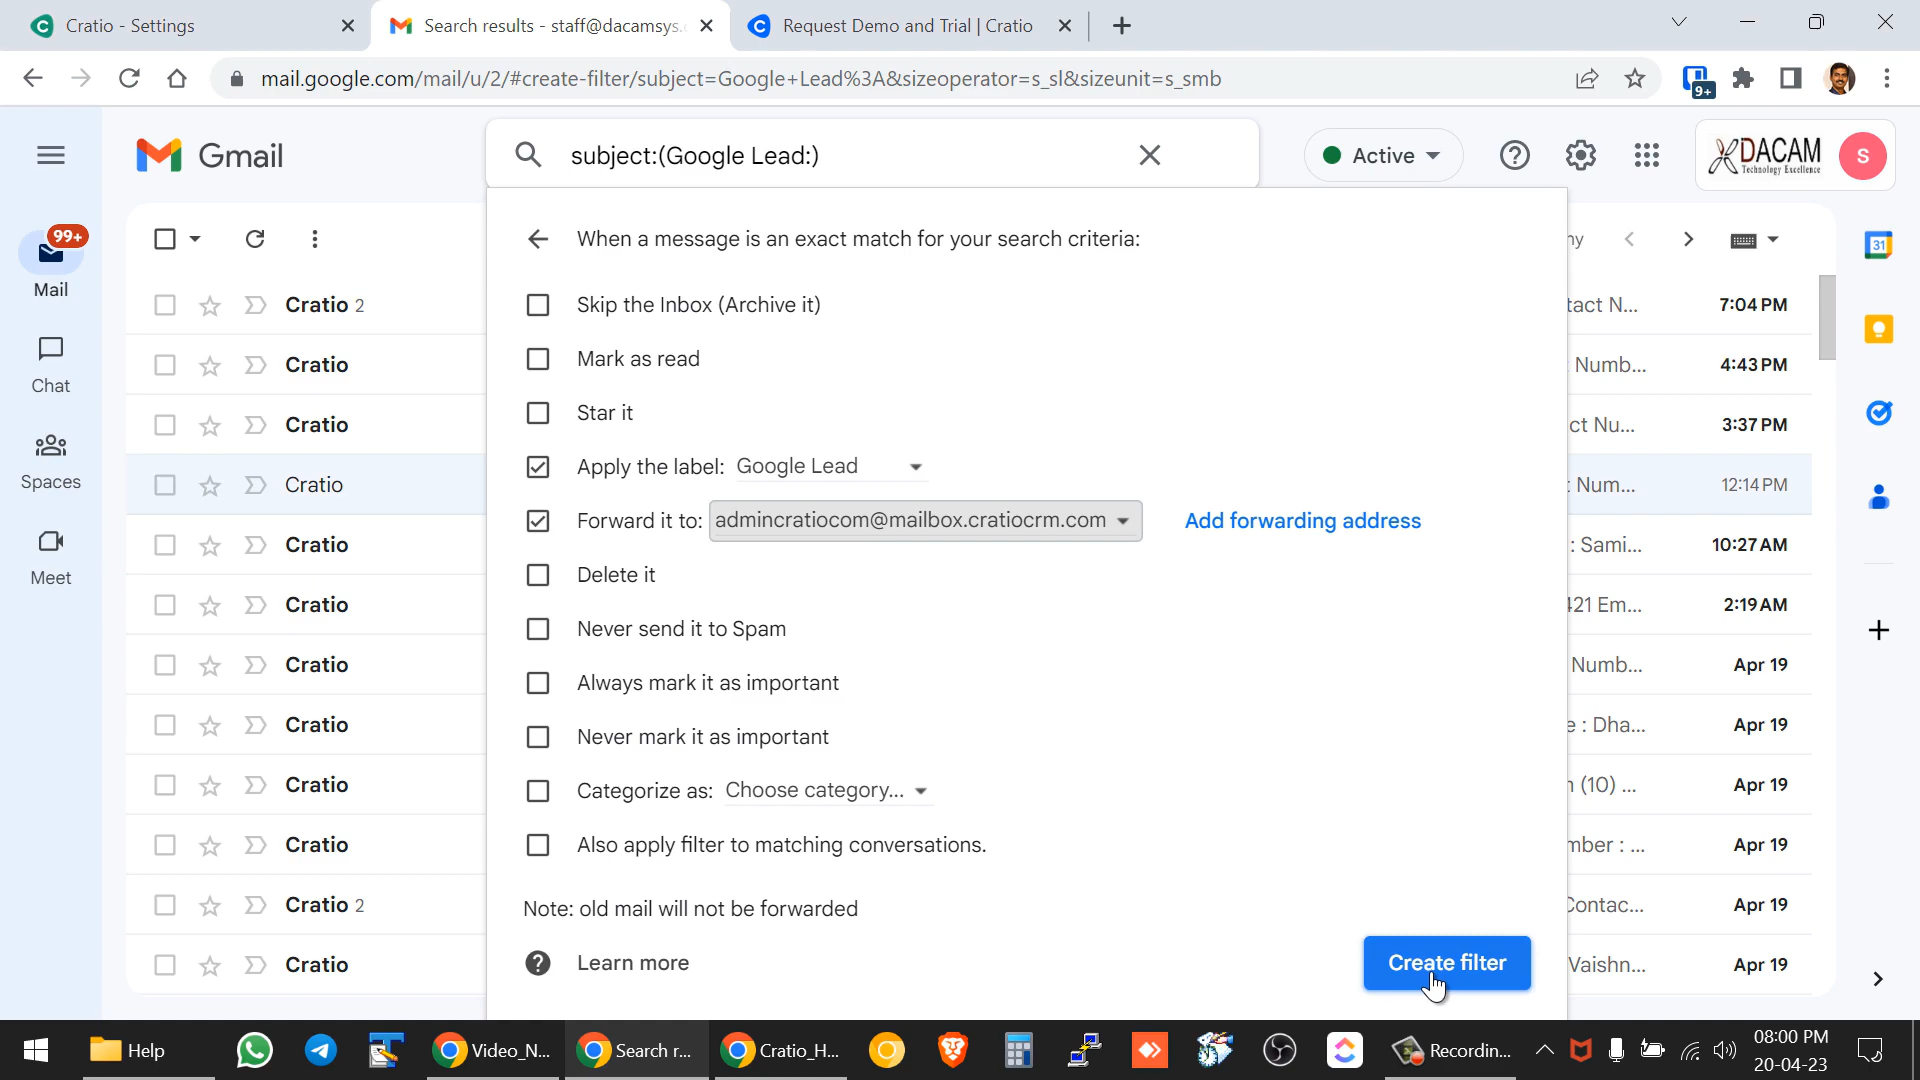 Cratio - Settings
Search results - staff@dacamsys.
Request Demo and Trial | Cratio
mail.google.com/mail/u/2/#create-filter/subject=Google+Lead%3A&sizeoperator=s_sl&sizeunit=s_smb
9+
Gmail
subject:(Google Lead:)
Active
DACAM
Technology Excellence
S
99+
Mail
Chat
Spaces
Meet
When a message is an exact match for your search criteria:
31
Cratio 2
Skip the Inbox (Archive it)
tact N...
7:04 PM
Cratio
Mark as read
Numb...
4:43 PM
Cratio
Star it
ct Nu...
3:37 PM
Cratio
Apply the label: Google Lead
: Num...
12:14 PM
Cratio
Forward it to: admincratiocom@mailbox.cratiocrm.com
Add forwarding address
: Sami...
10:27 AM
Cratio
Delete it
421 Em...
2:19 AM
Cratio
Never send it to Spam
Numb...
Apr 19
Cratio
Always mark it as important
e : Dha...
Apr 19
Cratio
Never mark it as important
n (10) ...
Apr 19
Cratio
Categorize as: Choose category...
mber : ...
Apr 19
Cratio 2
Also apply filter to matching conversations.
Contac...
Apr 19
Cratio
Note: old mail will not be forwarded
Vaishn...
Apr 19
Learn more
Create filter
Help
Video_N...
Search r...
Cratio_H...
Recordin...
08:00 PM
20-04-23